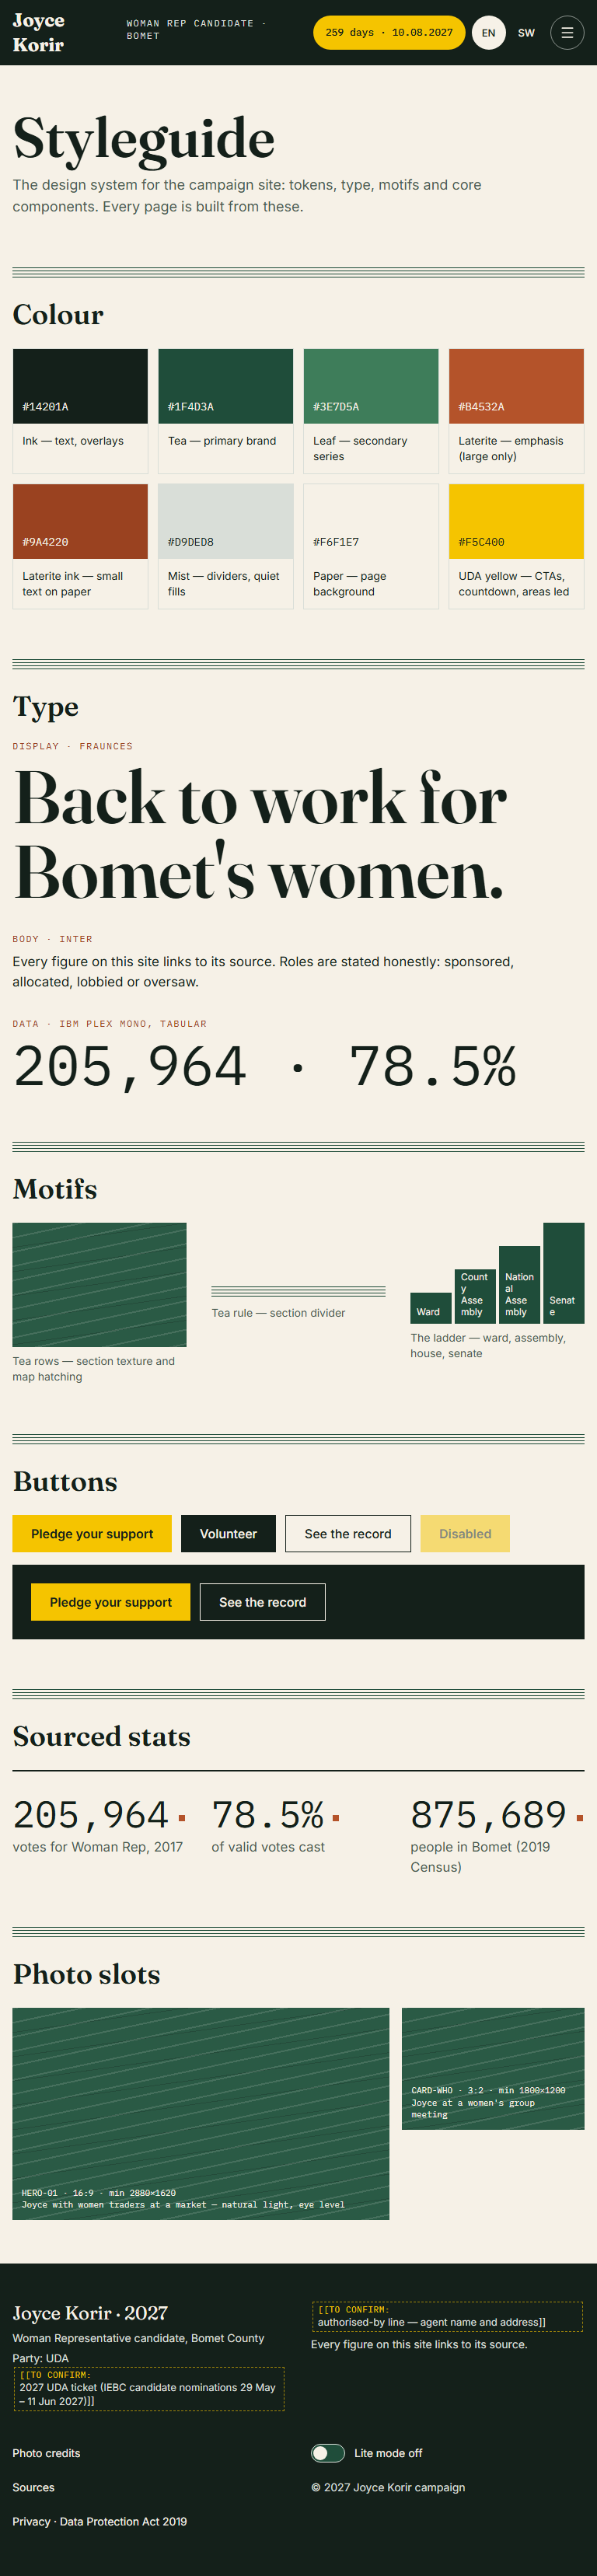 Joyce
Korir
WOMAN REP CANDIDATE ·
BOMET
259 days · 10.08.2027
EN
SW
Styleguide
The design system for the campaign site: tokens, type, motifs and core
components. Every page is built from these.
Colour
#14201A
#1F4D3A
#3E7D5A
#B4532A
Ink — text, overlays
Tea — primary brand
Leaf — secondary
series
Laterite — emphasis
(large only)
#9A4220
#D9DED8
#F6F1E7
#F5C400
Laterite ink — small
text on paper
Mist — dividers, quiet
fills
Paper — page
background
UDA yellow — CTAs,
countdown, areas led
Type
DISPLAY · FRAUNCES
Back to work for
Bomet's women.
BODY · INTER
Every figure on this site links to its source. Roles are stated honestly: sponsored,
allocated, lobbied or oversaw.
DATA · IBM PLEX MONO, TABULAR
205,964 · 78.5%
Motifs
Tea rows — section texture and
map hatching
Tea rule — section divider
Ward
Count
y
Asse
mbly
Nation
al
Asse
mbly
Senat
e
The ladder — ward, assembly,
house, senate
Buttons
Pledge your support
Volunteer
See the record
Disabled
Pledge your support
See the record
Sourced stats
205,964
votes for Woman Rep, 2017
78.5%
of valid votes cast
875,689
people in Bomet (2019
Census)
Photo slots
HERO-01 · 16:9 · min 2880×1620
Joyce with women traders at a market — natural light, eye level
CARD-WHO · 3:2 · min 1800×1200
Joyce at a women's group
meeting
Joyce Korir · 2027
Woman Representative candidate, Bomet County
Party: UDA
[[TO CONFIRM:
2027 UDA ticket (IEBC candidate nominations 29 May
– 11 Jun 2027)]]
[[TO CONFIRM:
authorised-by line — agent name and address]]
Every figure on this site links to its source.
Photo credits
Sources
Privacy · Data Protection Act 2019
Lite mode off
© 2027 Joyce Korir campaign